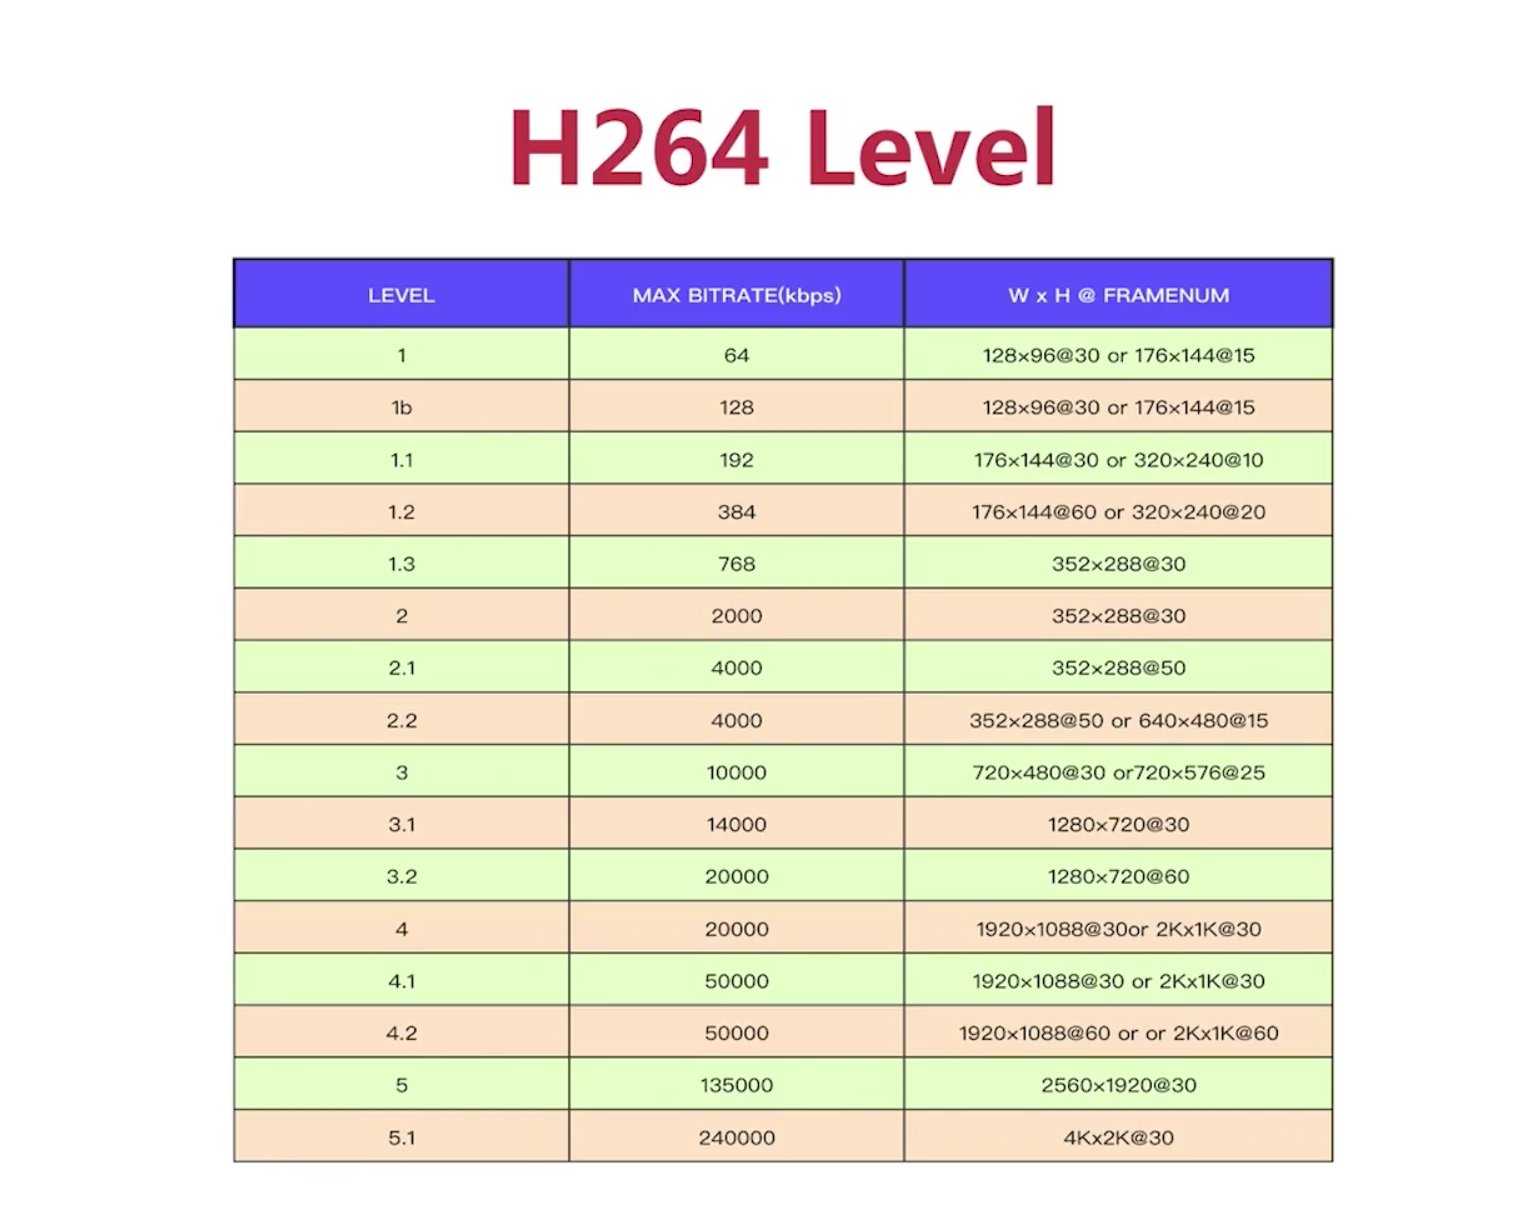 H264 Level
LEVEL MAX BITRATE(kbps) W x H @ FRAMENUM
1 64 128×96@30 or 176×144@15
1b 128 128×96@30 or 176×144@15
1.1 192 176×144@30 or 320×240@10
1.2 384 176×144@60 or 320×240@20
1.3 768 352×288@30
2 2000 352×288@30
2.1 4000 352×288@50
2.2 4000 352×288@50 or 640×480@15
3 10000 720×480@30 or720×576@25
3.1 14000 1280×720@30
3.2 20000 1280×720@60
4 20000 1920×1088@30or 2Kx1K@30
4.1 50000 1920×1088@30 or 2Kx1K@30
4.2 50000 1920×1088@60 or or 2Kx1K@60
5 135000 2560×1920@30
5.1 240000 4Kx2K@30